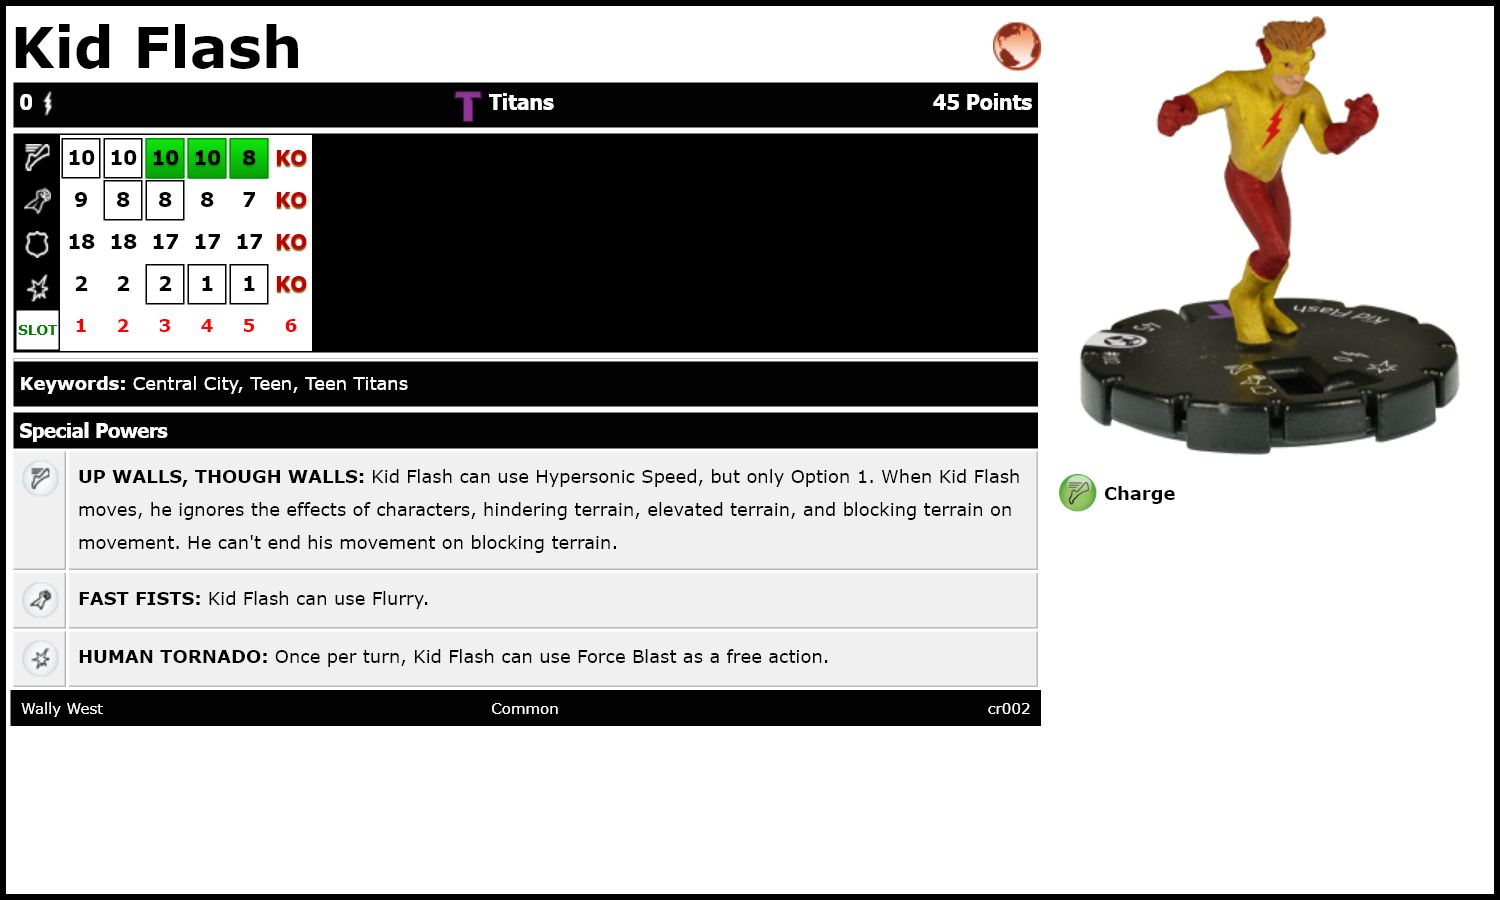 Kid Flash
0 Titans 45 Points
10 10 10 10 8 KO
9 8 8 8 7 KO
18 18 17 17 17 KO
2 2 2 1 1 KO
SLOT 1 2 3 4 5 6
Keywords: Central City, Teen, Teen Titans
Special Powers
UP WALLS, THOUGH WALLS: Kid Flash can use Hypersonic Speed, but only Option 1. When Kid Flash
moves, he ignores the effects of characters, hindering terrain, elevated terrain, and blocking terrain on
movement. He can't end his movement on blocking terrain.
FAST FISTS: Kid Flash can use Flurry.
HUMAN TORNADO: Once per turn, Kid Flash can use Force Blast as a free action.
Wally West Common cr002
Kid Flash
Charge